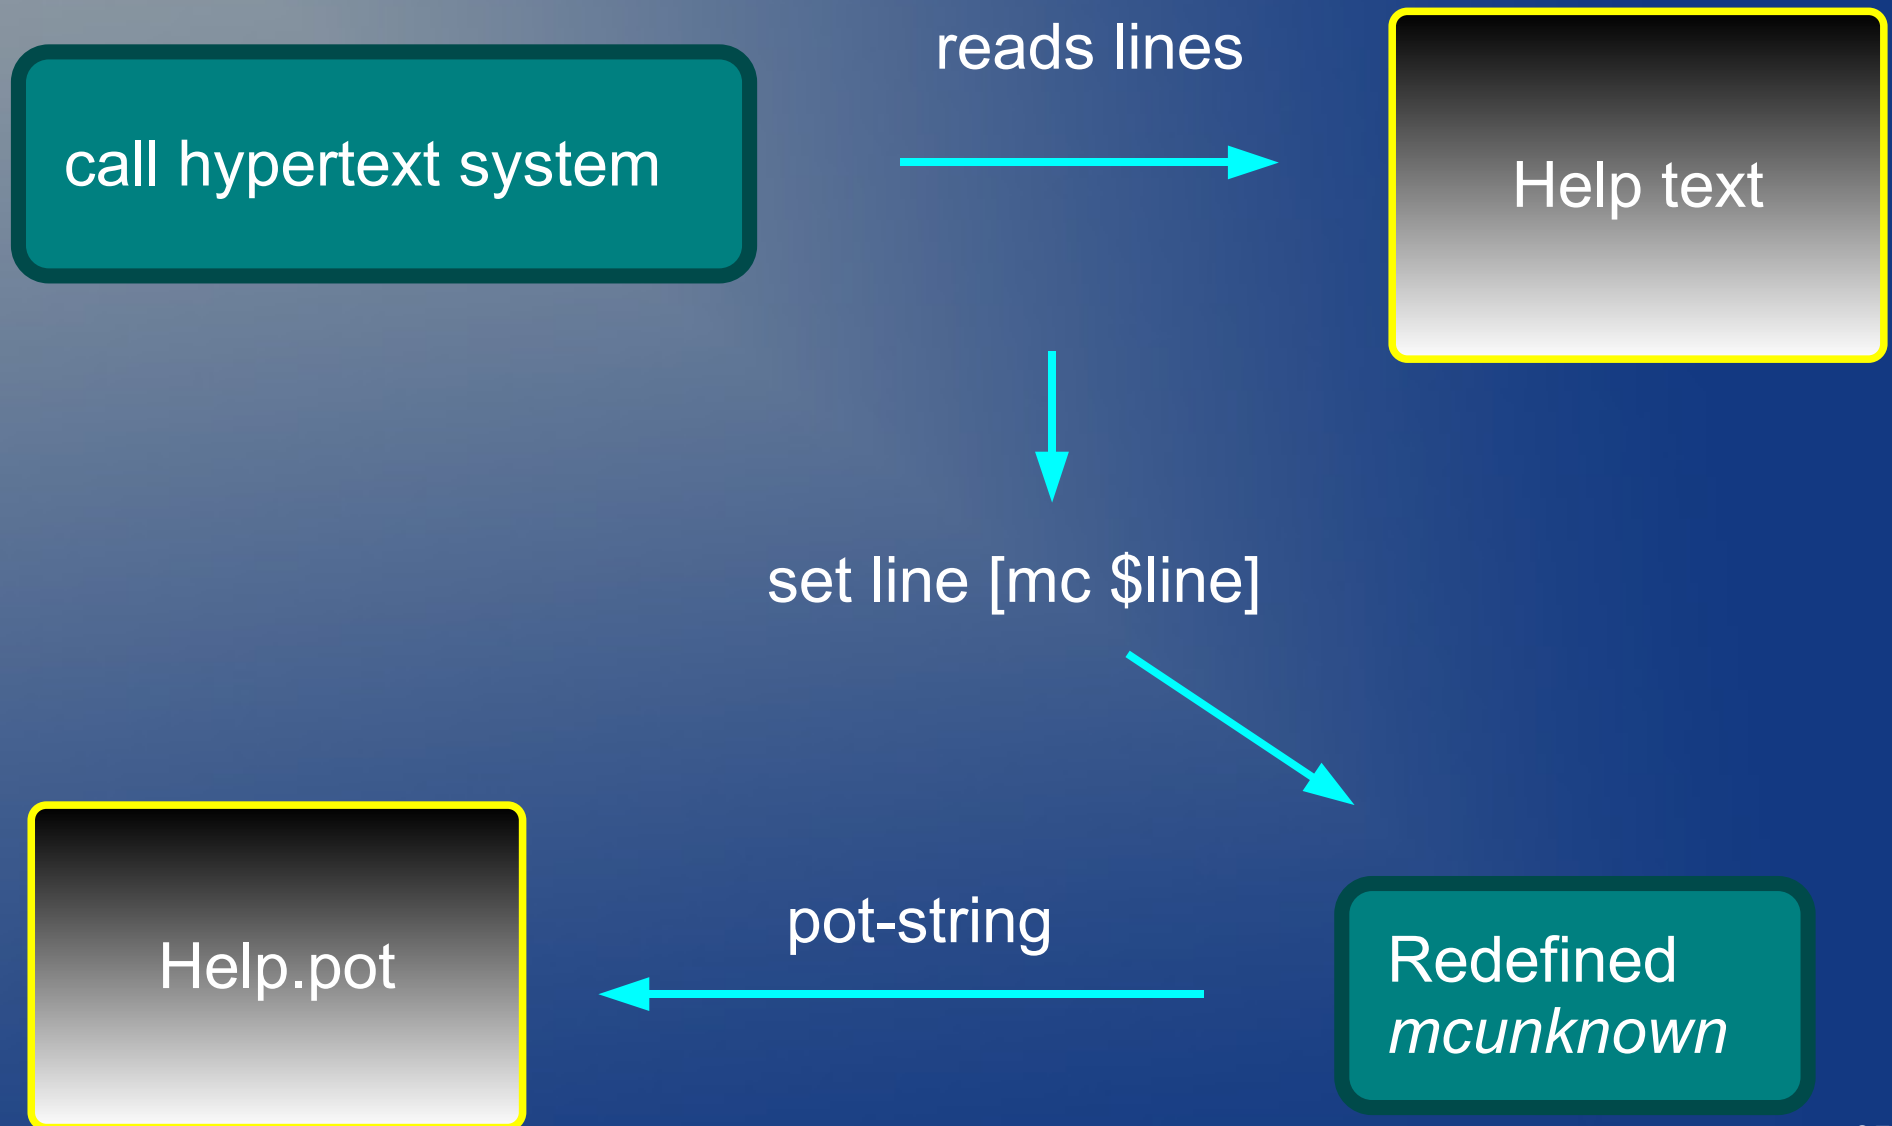 call hypertext system
reads lines
Help text
set line [mc $line]
Help.pot
pot-string
Redefined
mcunknown